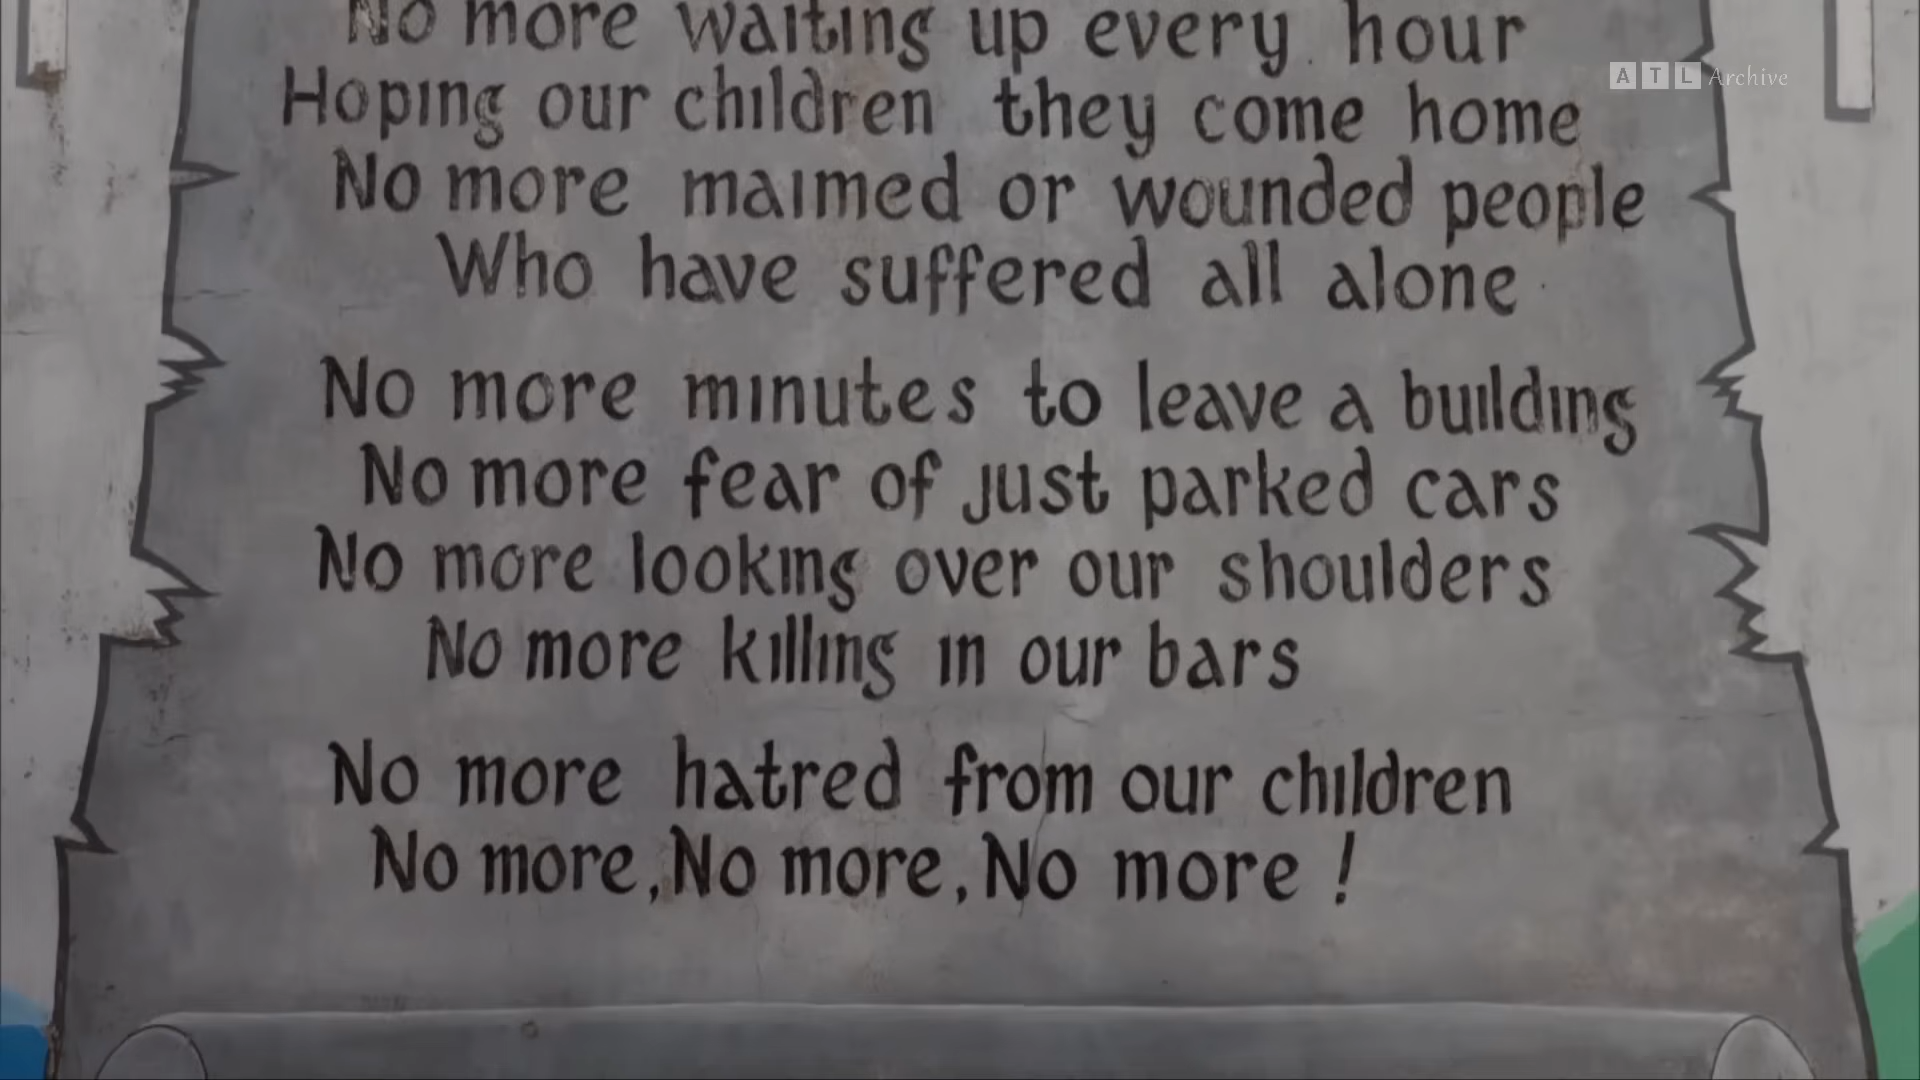 No more waiting up every hour
ATL Archive
Hoping our children they come home
No more maimed or wounded people
Who have suffered all alone
No more minutes to leave a building
No more fear of just parked cars
No more looking over our shoulders
No more killing in our bars
No more hatred from our children
No more, No more, No more !